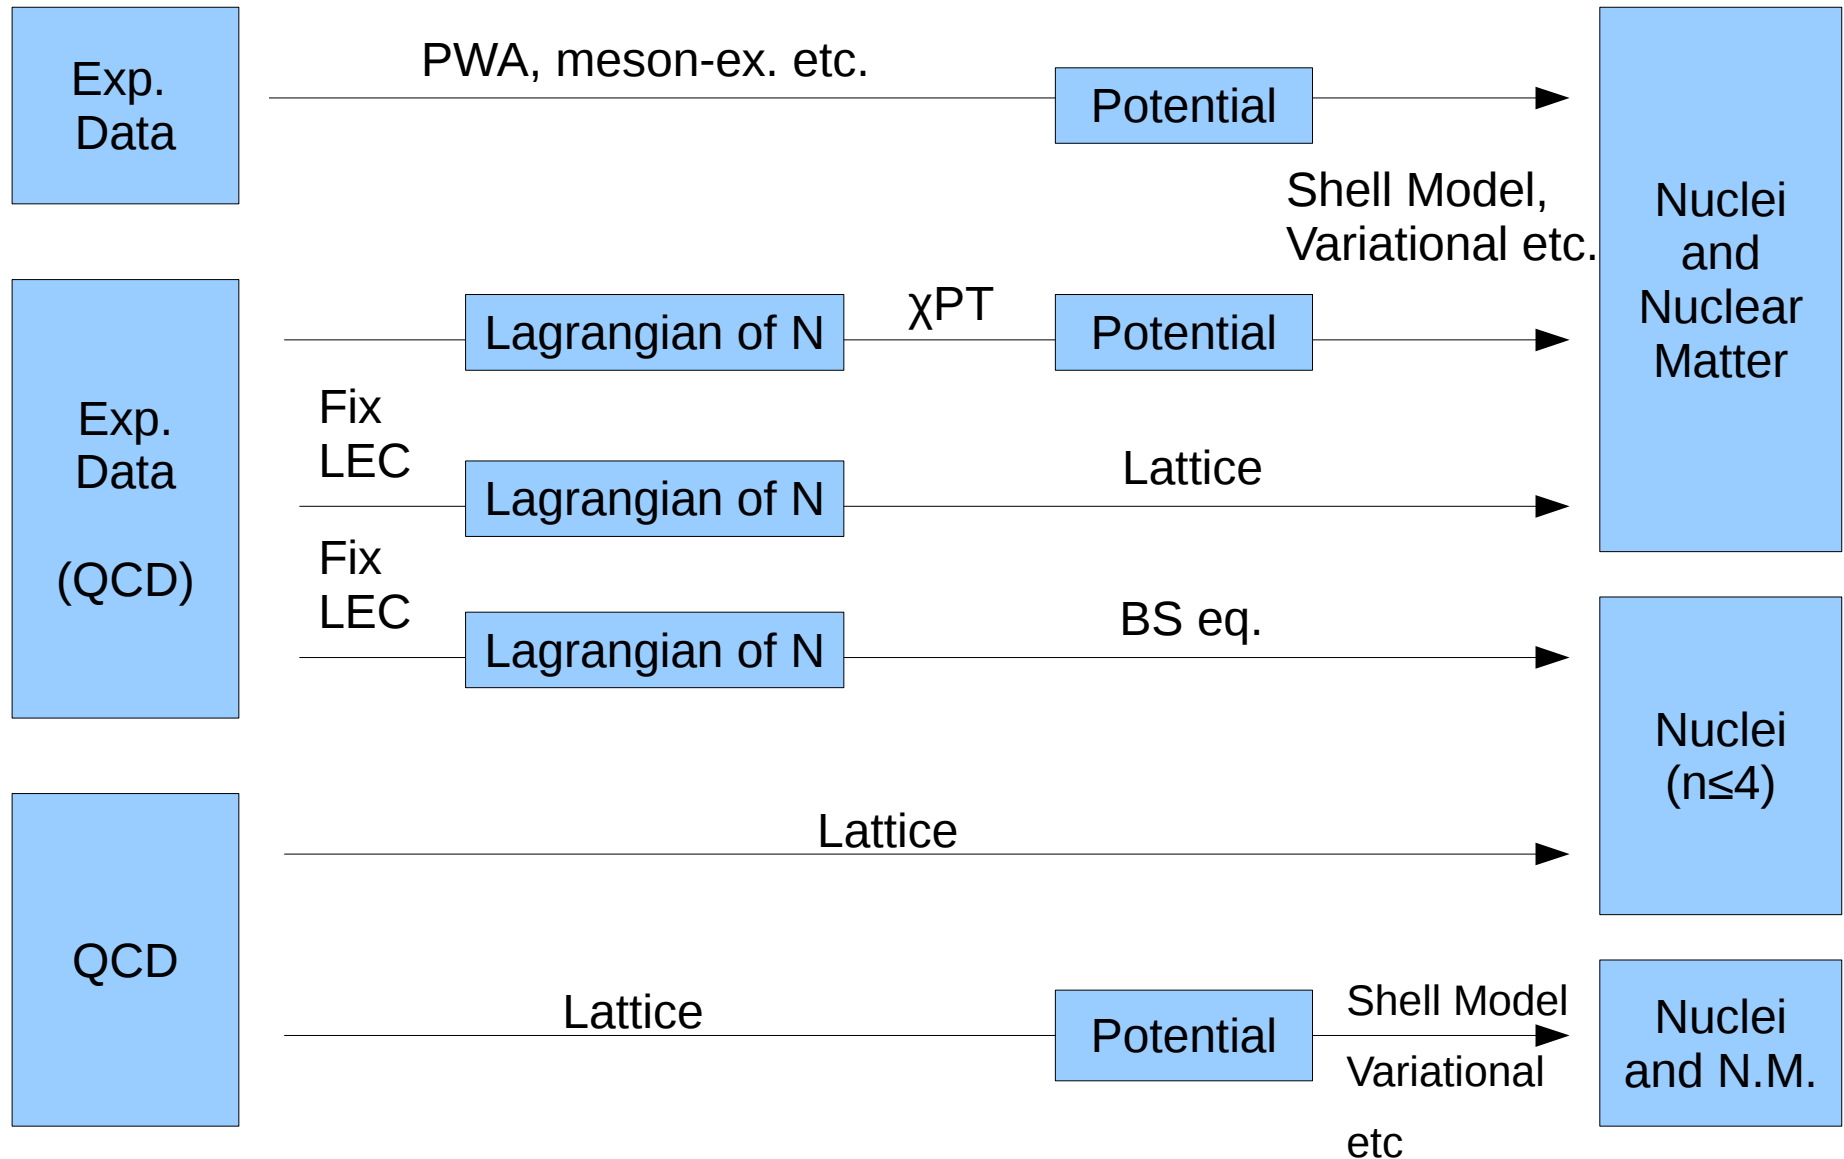 Exp.
Data
PWA, meson-ex. etc.
Potential
Shell Model,
Variational etc.
Nuclei
and
Nuclear
Matter
Exp.
Data
(QCD)
Lagrangian of N
χPT
Potential
Fix
LEC
Lagrangian of N
Lattice
Fix
LEC
Lagrangian of N
BS eq.
Nuclei
(n≤4)
QCD
Lattice
Lattice
Potential
Shell Model
Variational
etc
Nuclei
and N.M.